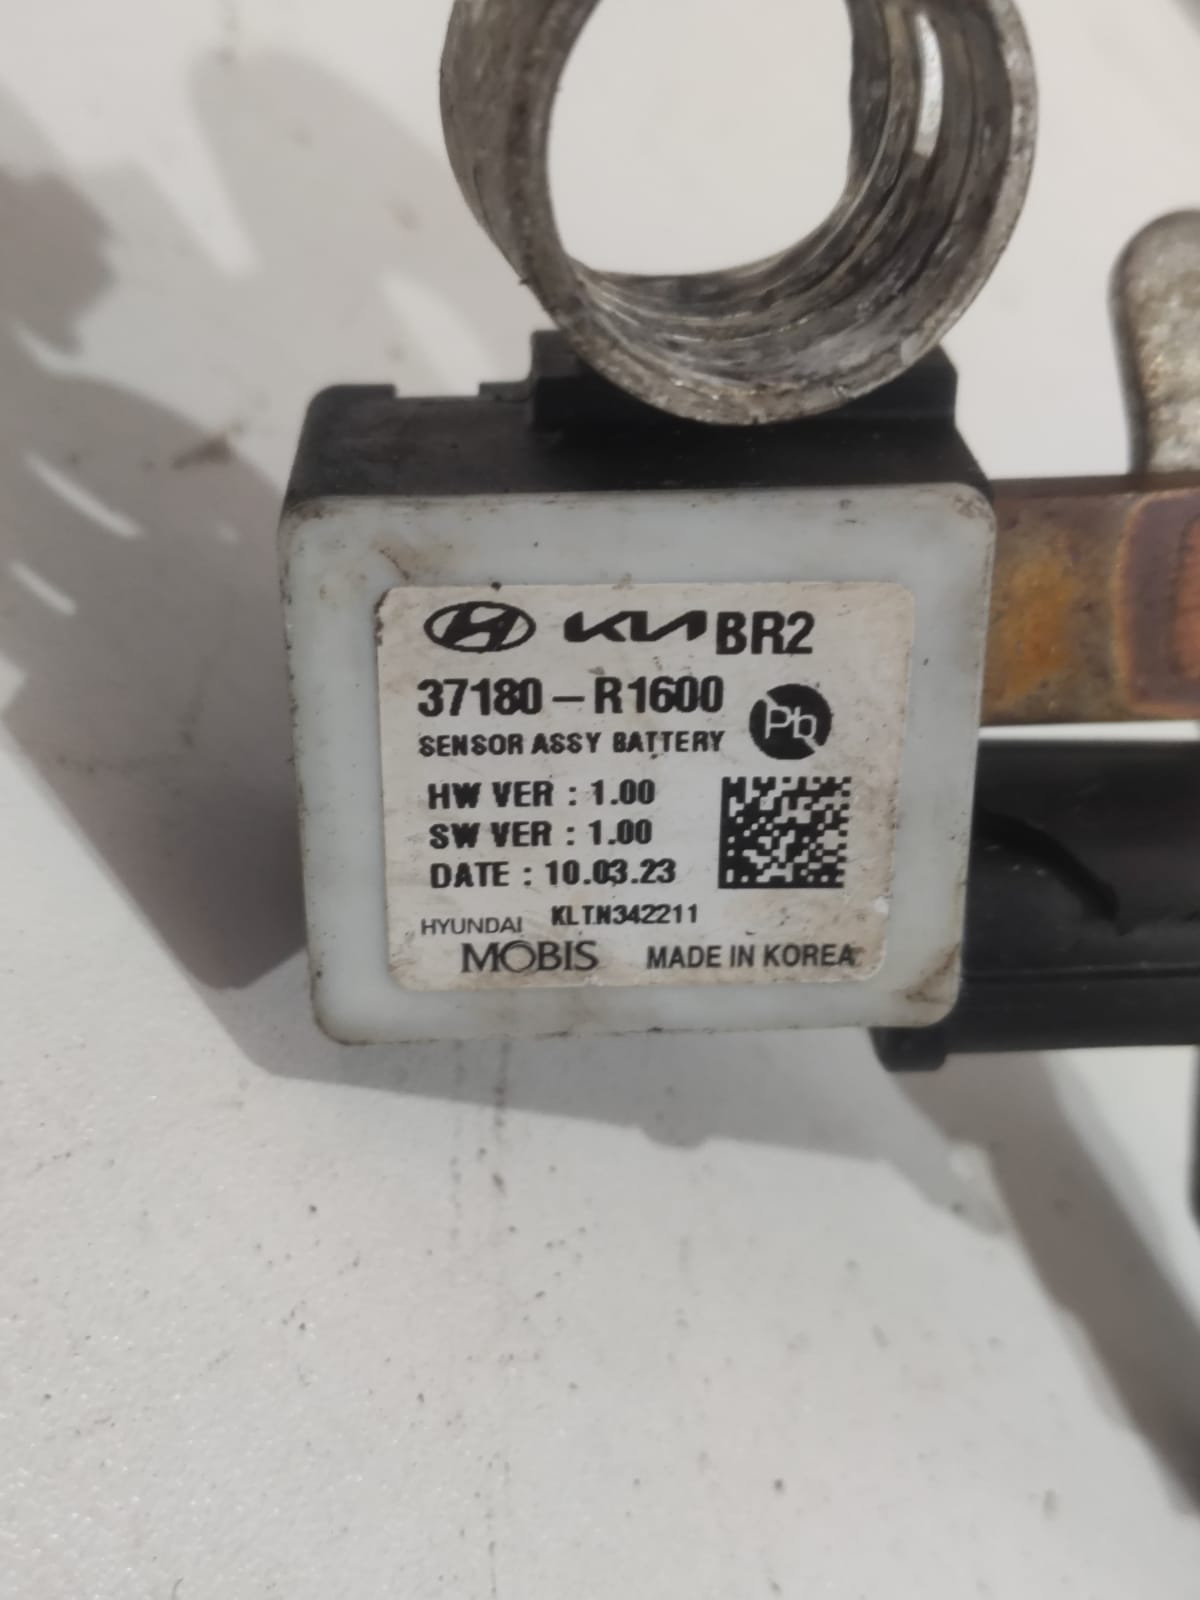 KIA BR2
37180-R1600
Pb
SENSOR ASSY BATTERY
HW VER : 1.00
SW VER : 1.00
DATE : 10.03.23
KLTN342211
HYUNDAI
MOBIS MADE IN KOREA